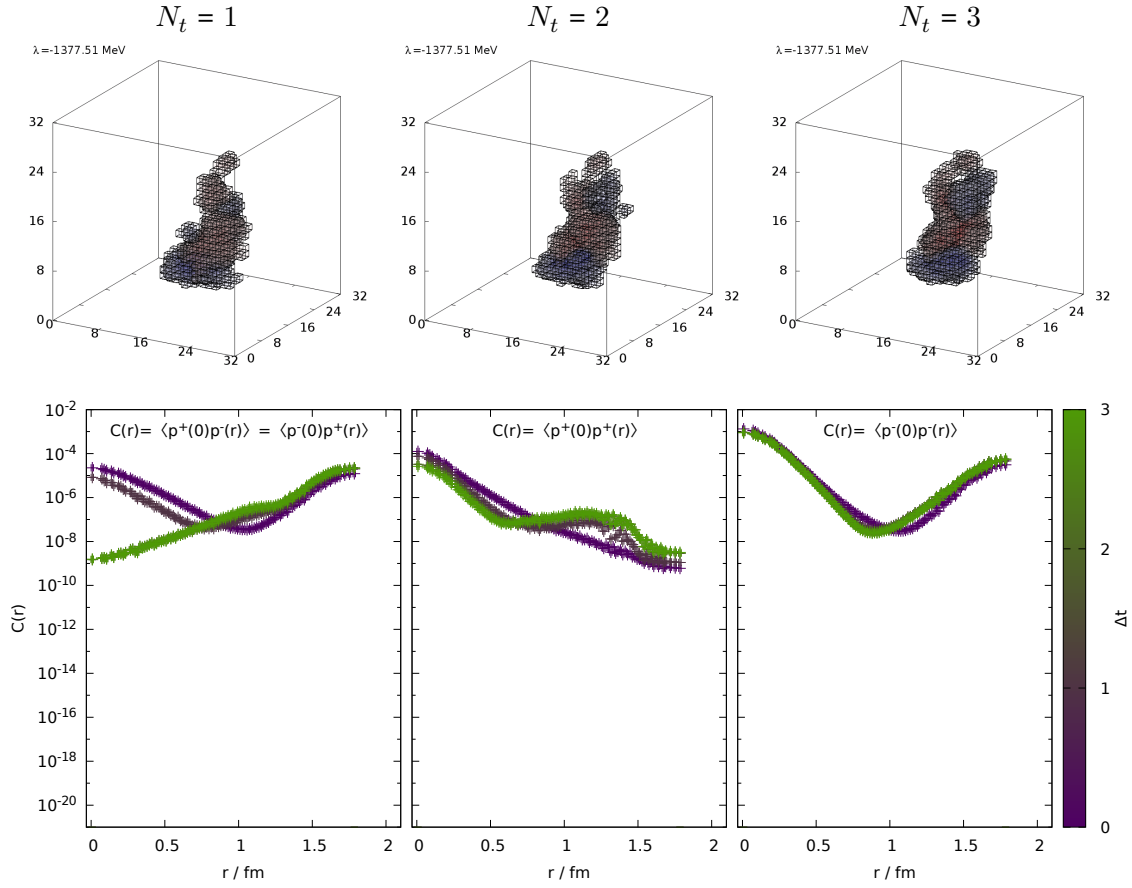 N_t = 1 N_t = 2 N_t = 3
λ=-1377.51 MeV λ=-1377.51 MeV λ=-1377.51 MeV
32 32 32
24 24 24
16 16 16
8 8 8
0 0 0
8 8 8
16 16 16
24 24 24
32 32 32
0 0 0
8 8 8
16 16 16
24 24 24
32 32 32
C(r)= ⟨p⁺(0)p⁻(r)⟩ = ⟨p⁻(0)p⁺(r)⟩ C(r)= ⟨p⁺(0)p⁺(r)⟩ C(r)= ⟨p⁻(0)p⁻(r)⟩
10⁻²
10⁻⁴
10⁻⁶
10⁻⁸
10⁻¹⁰
10⁻¹²
10⁻¹⁴
10⁻¹⁶
10⁻¹⁸
10⁻²⁰
C(r)
0 0.5 1 1.5 2 0 0.5 1 1.5 2 0 0.5 1 1.5 2
r / fm r / fm r / fm
3
2
1
0
Δt